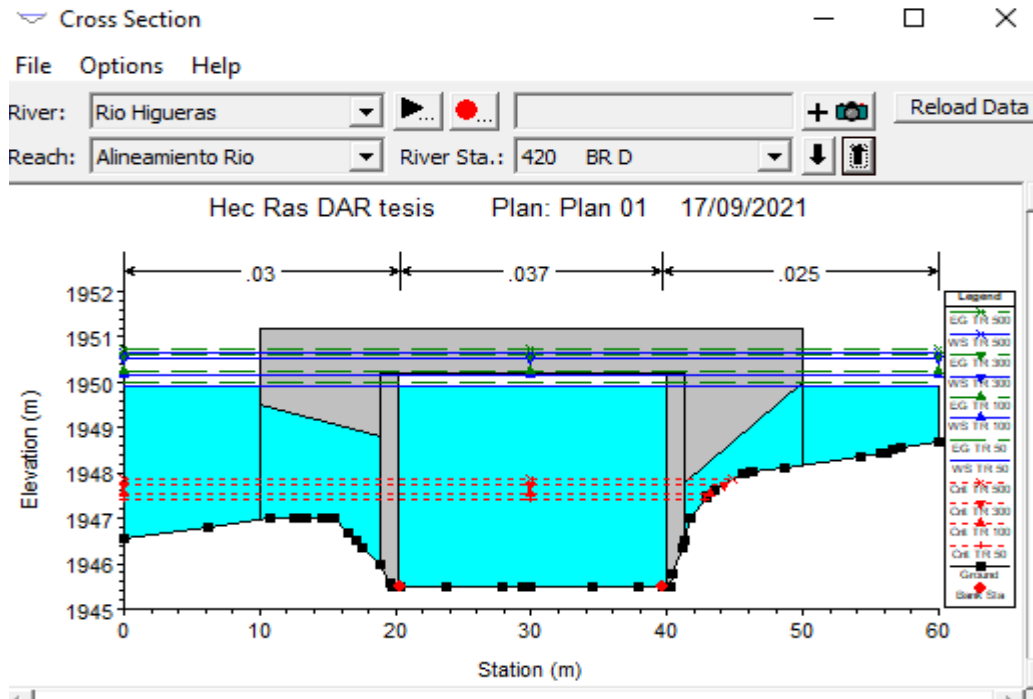 Cross Section
File Options Help
River: Rio Higueras + Reload Data
Reach: Alineamiento Rio River Sta.: 420 BR D
Hec Ras DAR tesis Plan: Plan 01 17/09/2021
.03 .037 .025
1952
1951
1950
1949
1948
1947
1946
1945
Elevation (m)
0 10 20 30 40 50 60
Station (m)
Legend
EG TR 500
WS TR 500
EG TR 300
WS TR 300
EG TR 100
WS TR 100
EG TR 50
WS TR 50
Crit TR 500
Crit TR 300
Crit TR 100
Crit TR 50
Ground
Bank Sta